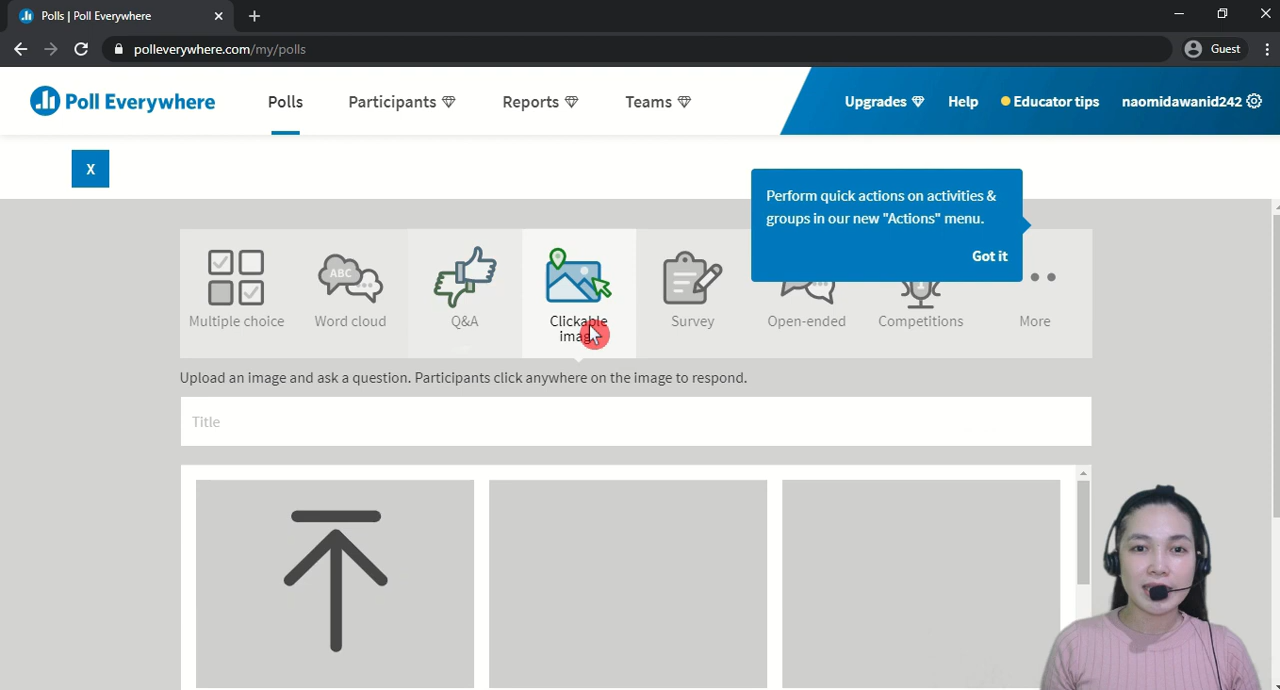 Polls | Poll Everywhere
polleverywhere.com/my/polls
Guest
Poll Everywhere
Polls
Participants
Reports
Teams
Upgrades
Help
Educator tips
naomidawanid242
X
Perform quick actions on activities &
groups in our new "Actions" menu.
Got it
ABC
Multiple choice
Word cloud
Q&A
Clickable
image
Survey
Open-ended
Competitions
More
Upload an image and ask a question. Participants click anywhere on the image to respond.
Title